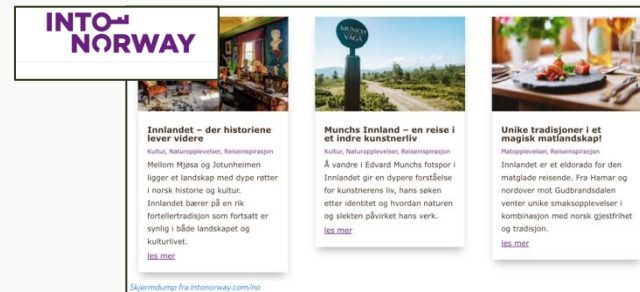 INTO
NORWAY
MUNCHS
VÅGÅ
Innlandet – der historiene
lever videre
Kultur, Naturopplevelser, Reiseinspirasjon
Mellom Mjøsa og Jotunheimen
ligger et landskap med dype røtter
i norsk historie og kultur.
Innlandet bærer på en rik
fortellertradisjon som fortsatt er
synlig i både landskapet og
kulturlivet.
les mer
Munchs Innland – en reise i
et indre kunstnerliv
Kultur, Naturopplevelser, Reiseinspirasjon
Å vandre i Edvard Munchs fotspor i
Innlandet gir en dypere forståelse
for kunstnerens liv, hans søken
etter identitet og hvordan naturen
og slekten påvirket hans verk.
les mer
Unike tradisjoner i et
magisk matlandskap!
Matopplevelser, Reiseinspirasjon
Innlandet er et eldorado for den
matglade reisende. Fra Hamar og
nordover mot Gudbrandsdalen
venter unike smaksopplevelser i
kombinasjon med norsk gjestfrihet
og tradisjon.
les mer
Skjermdump fra Intonorway.com/no